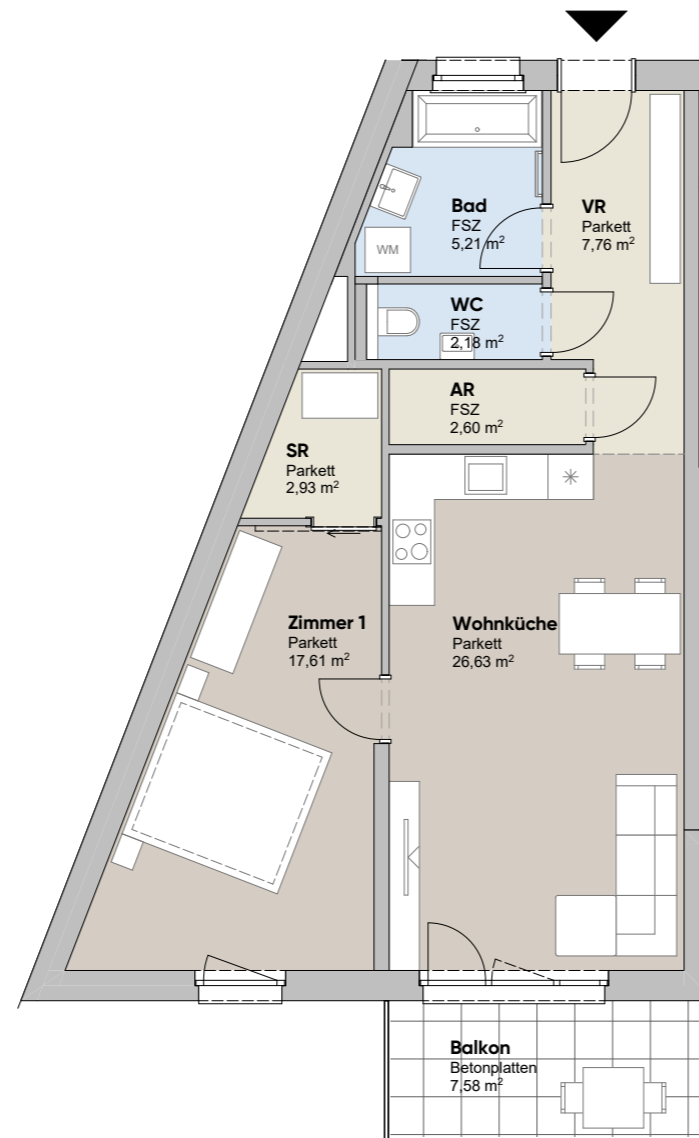 Bad
FSZ
5,21 m²
WM
VR
Parkett
7,76 m²
WC
FSZ
2,18 m²
AR
FSZ
2,60 m²
SR
Parkett
2,93 m²
Zimmer 1
Parkett
17,61 m²
Wohnküche
Parkett
26,63 m²
Balkon
Betonplatten
7,58 m²